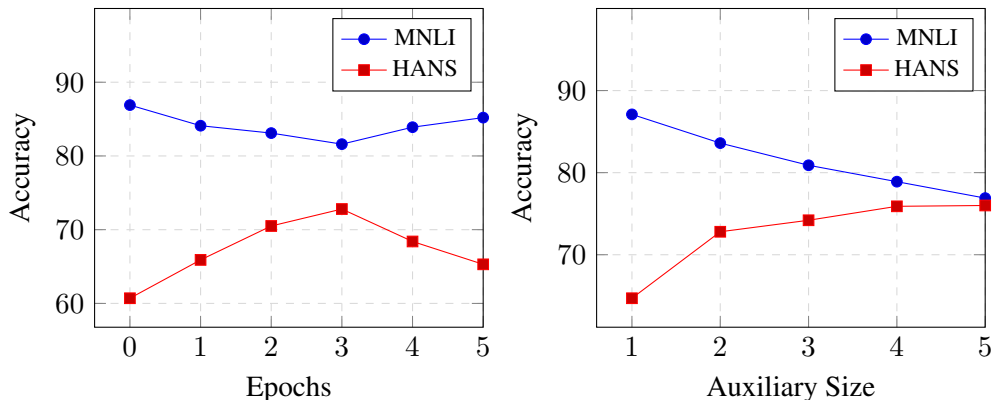 MNLI
HANS
Accuracy
90
80
70
60
0 1 2 3 4 5
Epochs
MNLI
HANS
Accuracy
90
80
70
1 2 3 4 5
Auxiliary Size